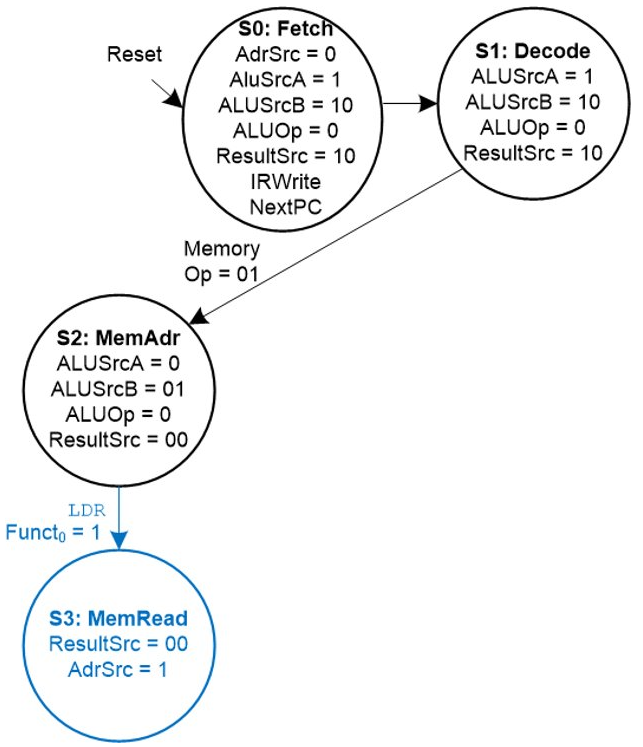 Reset
S0: Fetch
AdrSrc = 0
AluSrcA = 1
ALUSrcB = 10
ALUOp = 0
ResultSrc = 10
IRWrite
NextPC
S1: Decode
ALUSrcA = 1
ALUSrcB = 10
ALUOp = 0
ResultSrc = 10
Memory
Op = 01
S2: MemAdr
ALUSrcA = 0
ALUSrcB = 01
ALUOp = 0
ResultSrc = 00
LDR
Funct₀ = 1
S3: MemRead
ResultSrc = 00
AdrSrc = 1